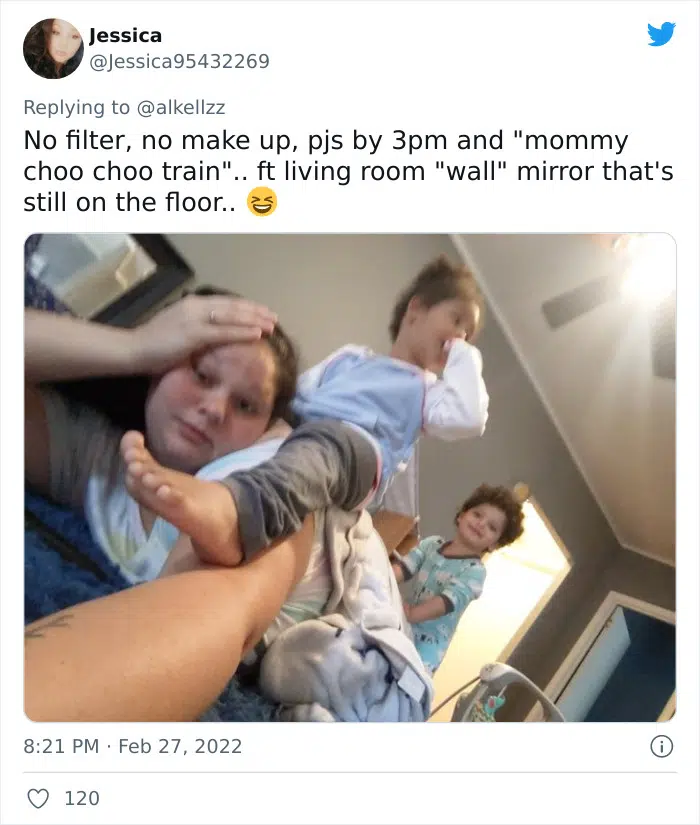 Jessica
@Jessica95432269
Replying to @alkellzz
No filter, no make up, pjs by 3pm and "mommy
choo choo train".. ft living room "wall" mirror that's
still on the floor.. 😆
8:21 PM · Feb 27, 2022
120